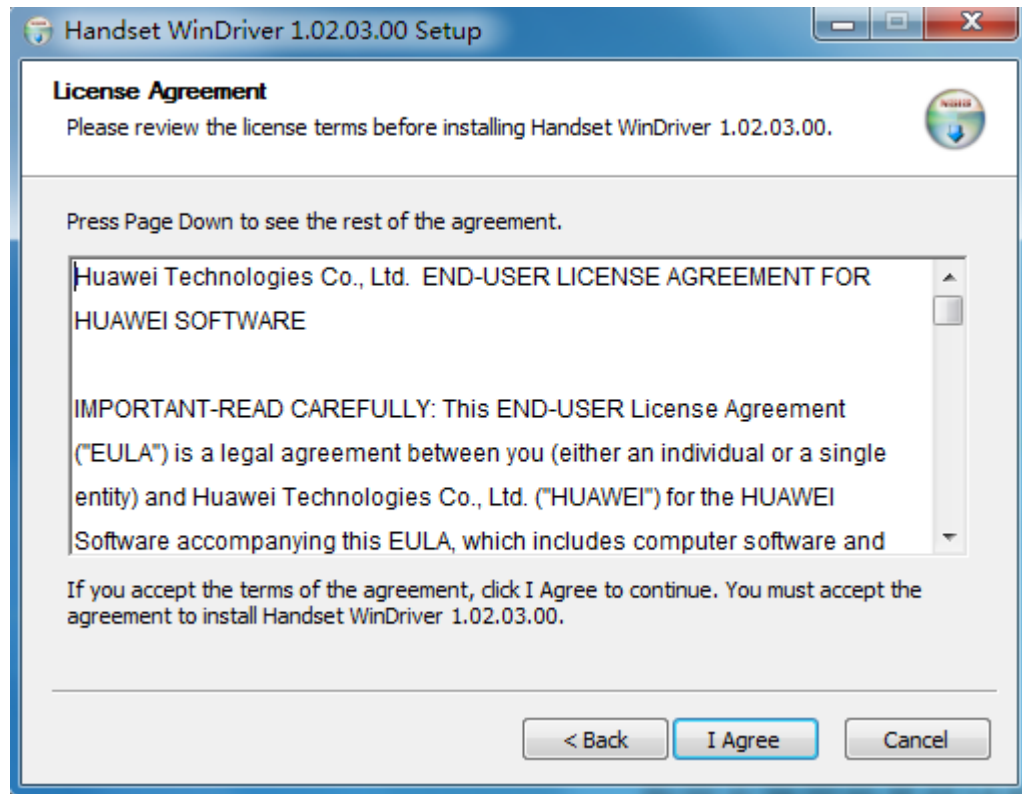 Handset WinDriver 1.02.03.00 Setup
License Agreement
Please review the license terms before installing Handset WinDriver 1.02.03.00.
Press Page Down to see the rest of the agreement.
Huawei Technologies Co., Ltd.  END-USER LICENSE AGREEMENT FOR
HUAWEI SOFTWARE
IMPORTANT-READ CAREFULLY: This END-USER License Agreement
("EULA") is a legal agreement between you (either an individual or a single
entity) and Huawei Technologies Co., Ltd. ("HUAWEI") for the HUAWEI
Software accompanying this EULA, which includes computer software and
If you accept the terms of the agreement, click I Agree to continue. You must accept the
agreement to install Handset WinDriver 1.02.03.00.
< Back
I Agree
Cancel